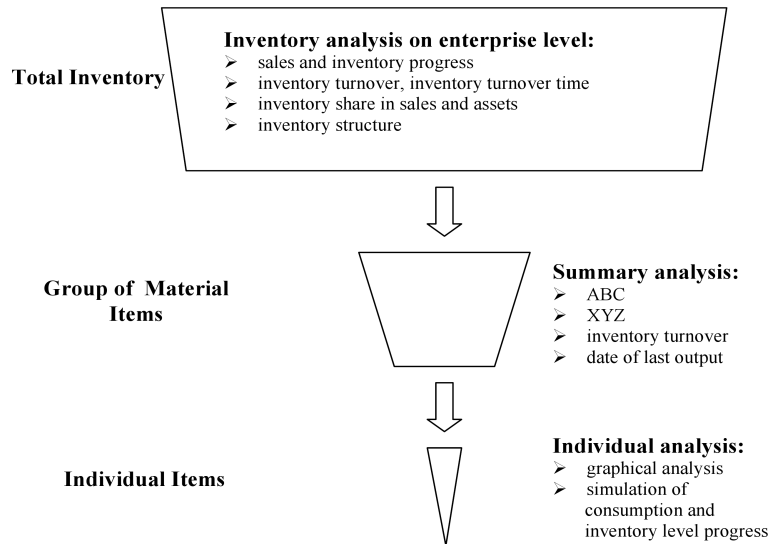 Inventory analysis on enterprise level:
Total Inventory
➢ sales and inventory progress
➢ inventory turnover, inventory turnover time
➢ inventory share in sales and assets
➢ inventory structure
Group of Material
Items
Summary analysis:
➢ ABC
➢ XYZ
➢ inventory turnover
➢ date of last output
Individual Items
Individual analysis:
➢ graphical analysis
➢ simulation of
consumption and
inventory level progress